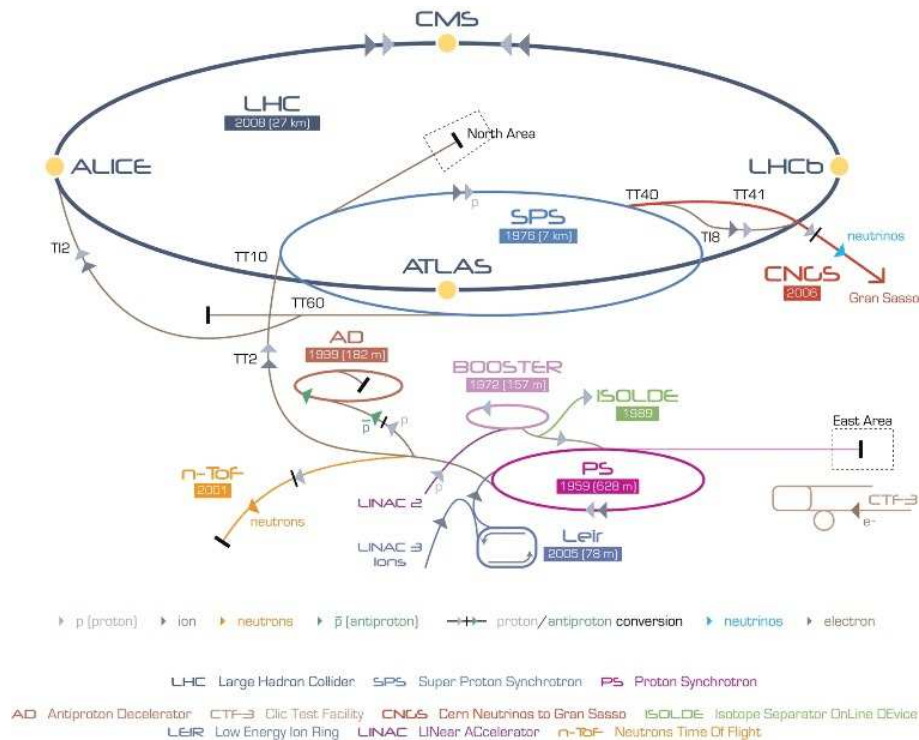 CMS
LHC
2008 (27 km)
North Area
ALICE
LHCb
TT40
TT41
SPS
1976 (7 km)
p
TI8
neutrinos
TI2
TT10
ATLAS
CNGS
2006
Gran Sasso
TT60
AD
1999 (182 m)
TT2
BOOSTER
1972 (157 m)
ISOLDE
1989
p̄
p
East Area
n-ToF
2001
p
PS
1959 (628 m)
LINAC 2
neutrons
CTF-3
e-
LINAC 3
Ions
Leir
2005 (78 m)
p (proton) ion neutrons p̄ (antiproton) proton/antiproton conversion neutrinos electron
LHC Large Hadron Collider SPS Super Proton Synchrotron PS Proton Synchrotron
AD Antiproton Decelerator CTF-3 Clic Test Facility CNGS Cern Neutrinos to Gran Sasso ISOLDE Isotope Separator OnLine DEvice
LEIR Low Energy Ion Ring LINAC LINear ACcelerator n-ToF Neutrons Time Of Flight